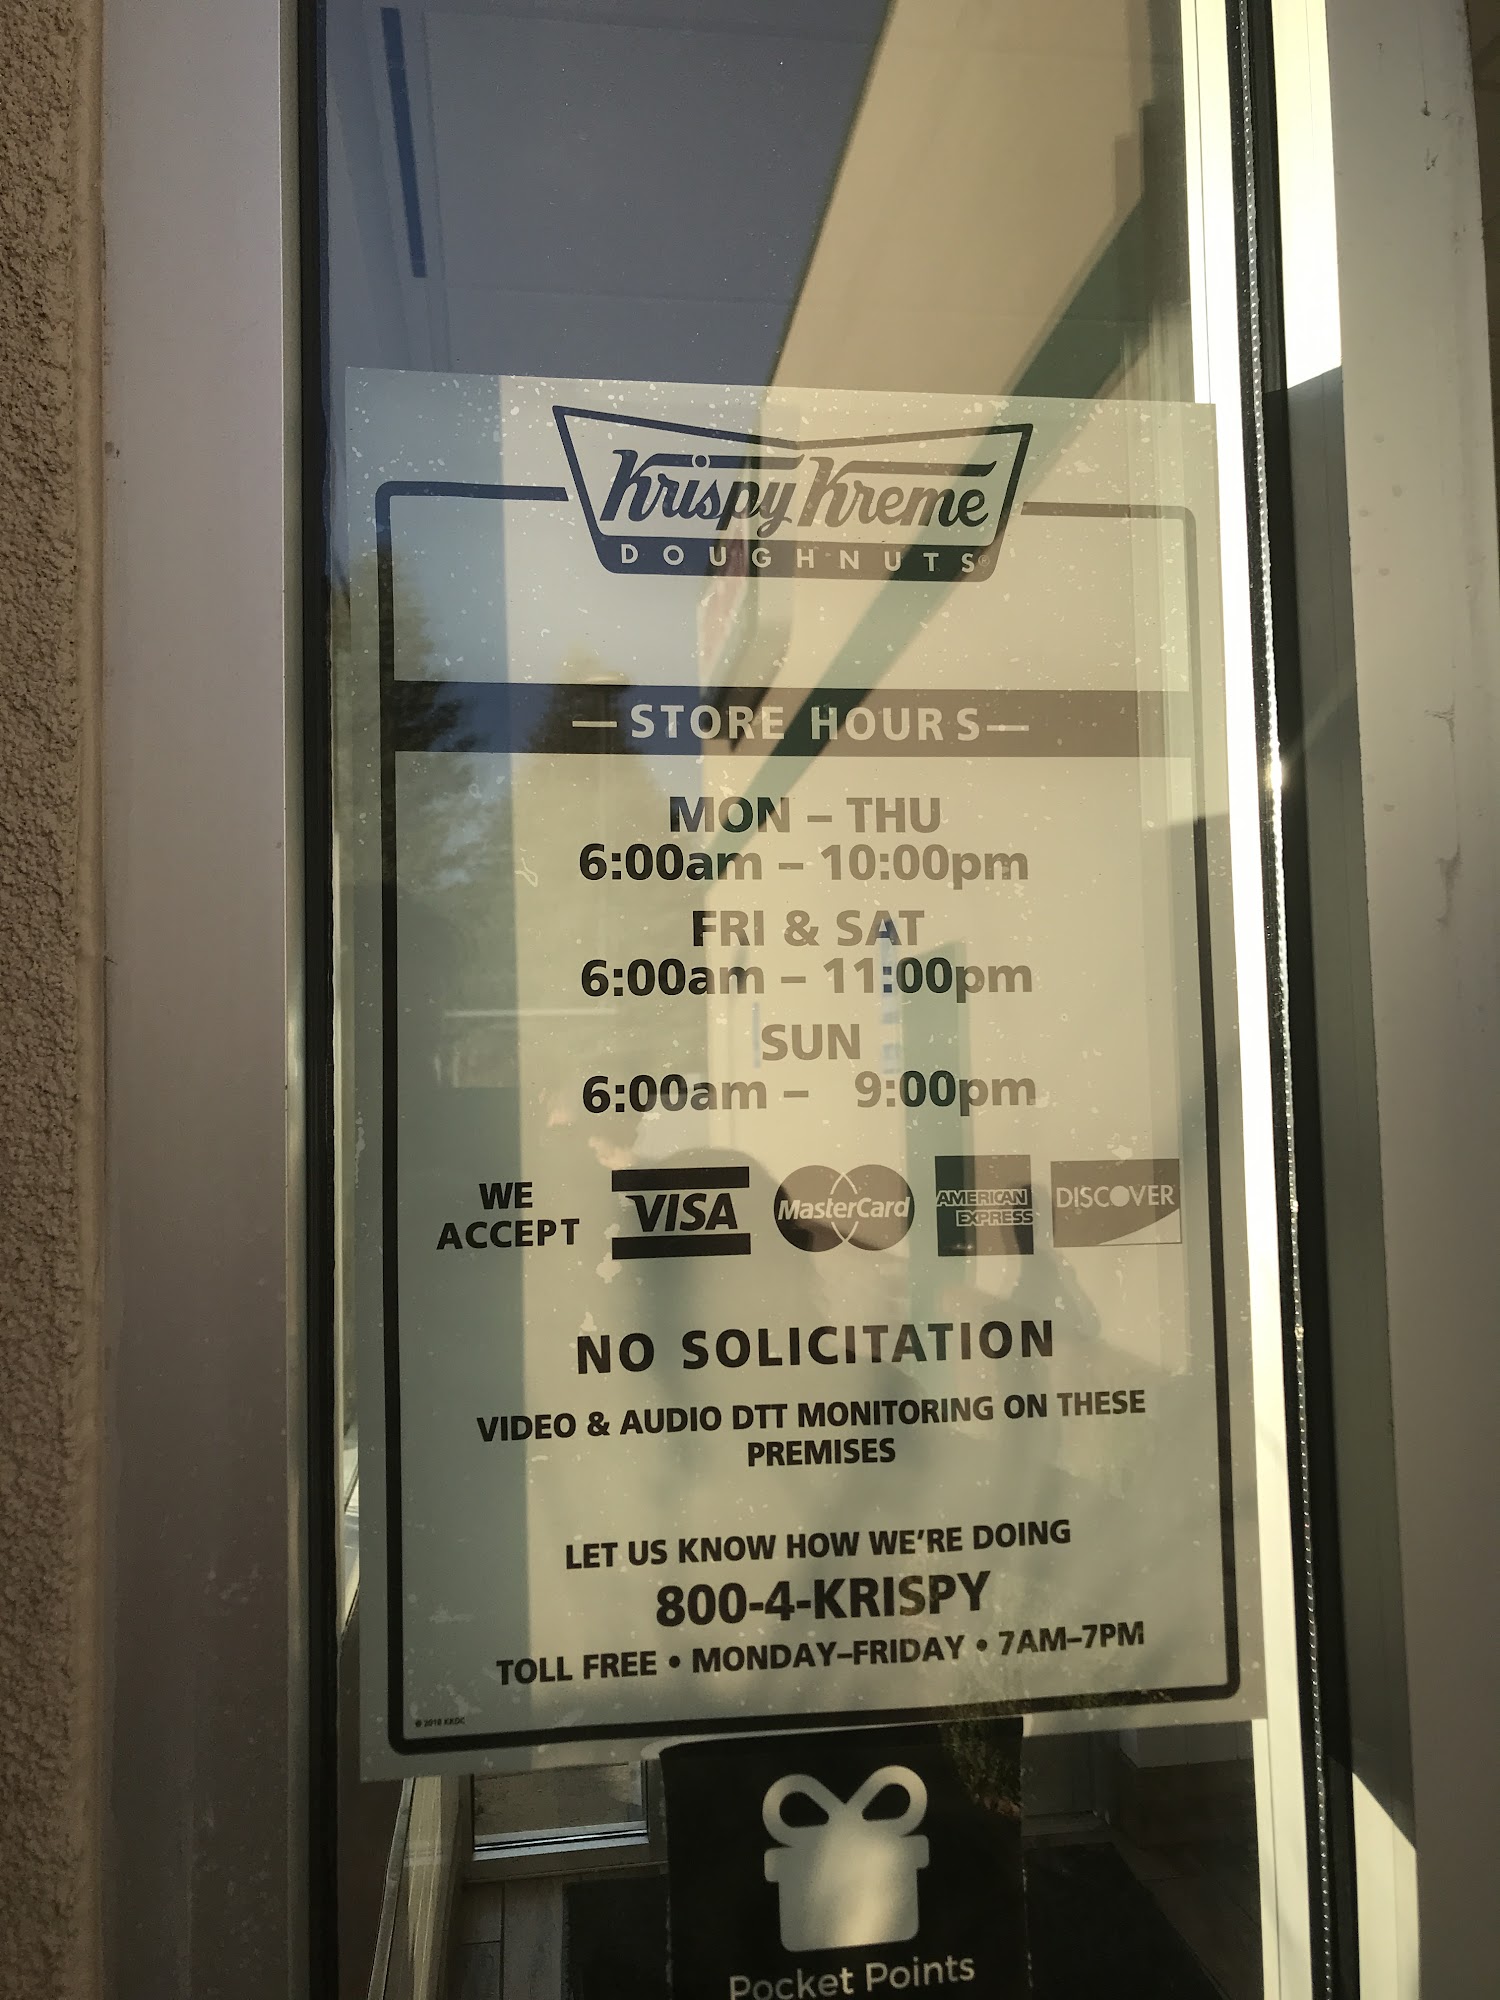 Krispy Kreme
DOUGHNUTS®
— STORE HOURS —
MON – THU
6:00am – 10:00pm
FRI & SAT
6:00am – 11:00pm
SUN
6:00am – 9:00pm
WE
ACCEPT
VISA
MasterCard
AMERICAN
EXPRESS
DISCOVER
NO SOLICITATION
VIDEO & AUDIO DTT MONITORING ON THESE
PREMISES
LET US KNOW HOW WE'RE DOING
800-4-KRISPY
TOLL FREE • MONDAY–FRIDAY • 7AM–7PM
© 2018 KKDC
Pocket Points